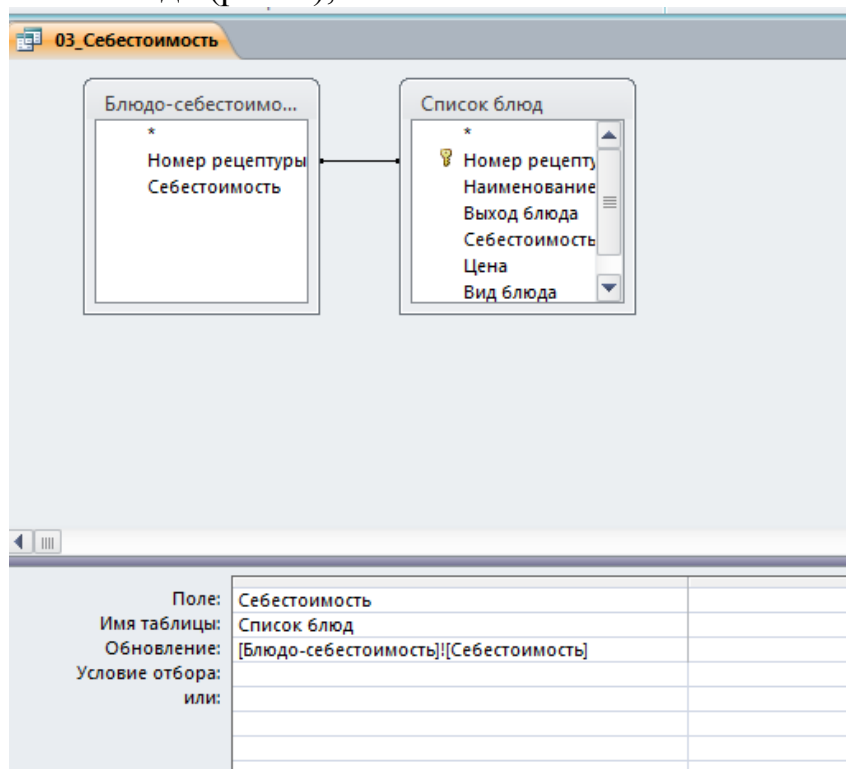 03_Себестоимость
Блюдо-себестоимо...
*
Номер рецептуры
Себестоимость
Список блюд
*
Номер рецепту
Наименование
Выход блюда
Себестоимость
Цена
Вид блюда
Поле: Себестоимость
Имя таблицы: Список блюд
Обновление: [Блюдо-себестоимость]![Себестоимость]
Условие отбора:
или: